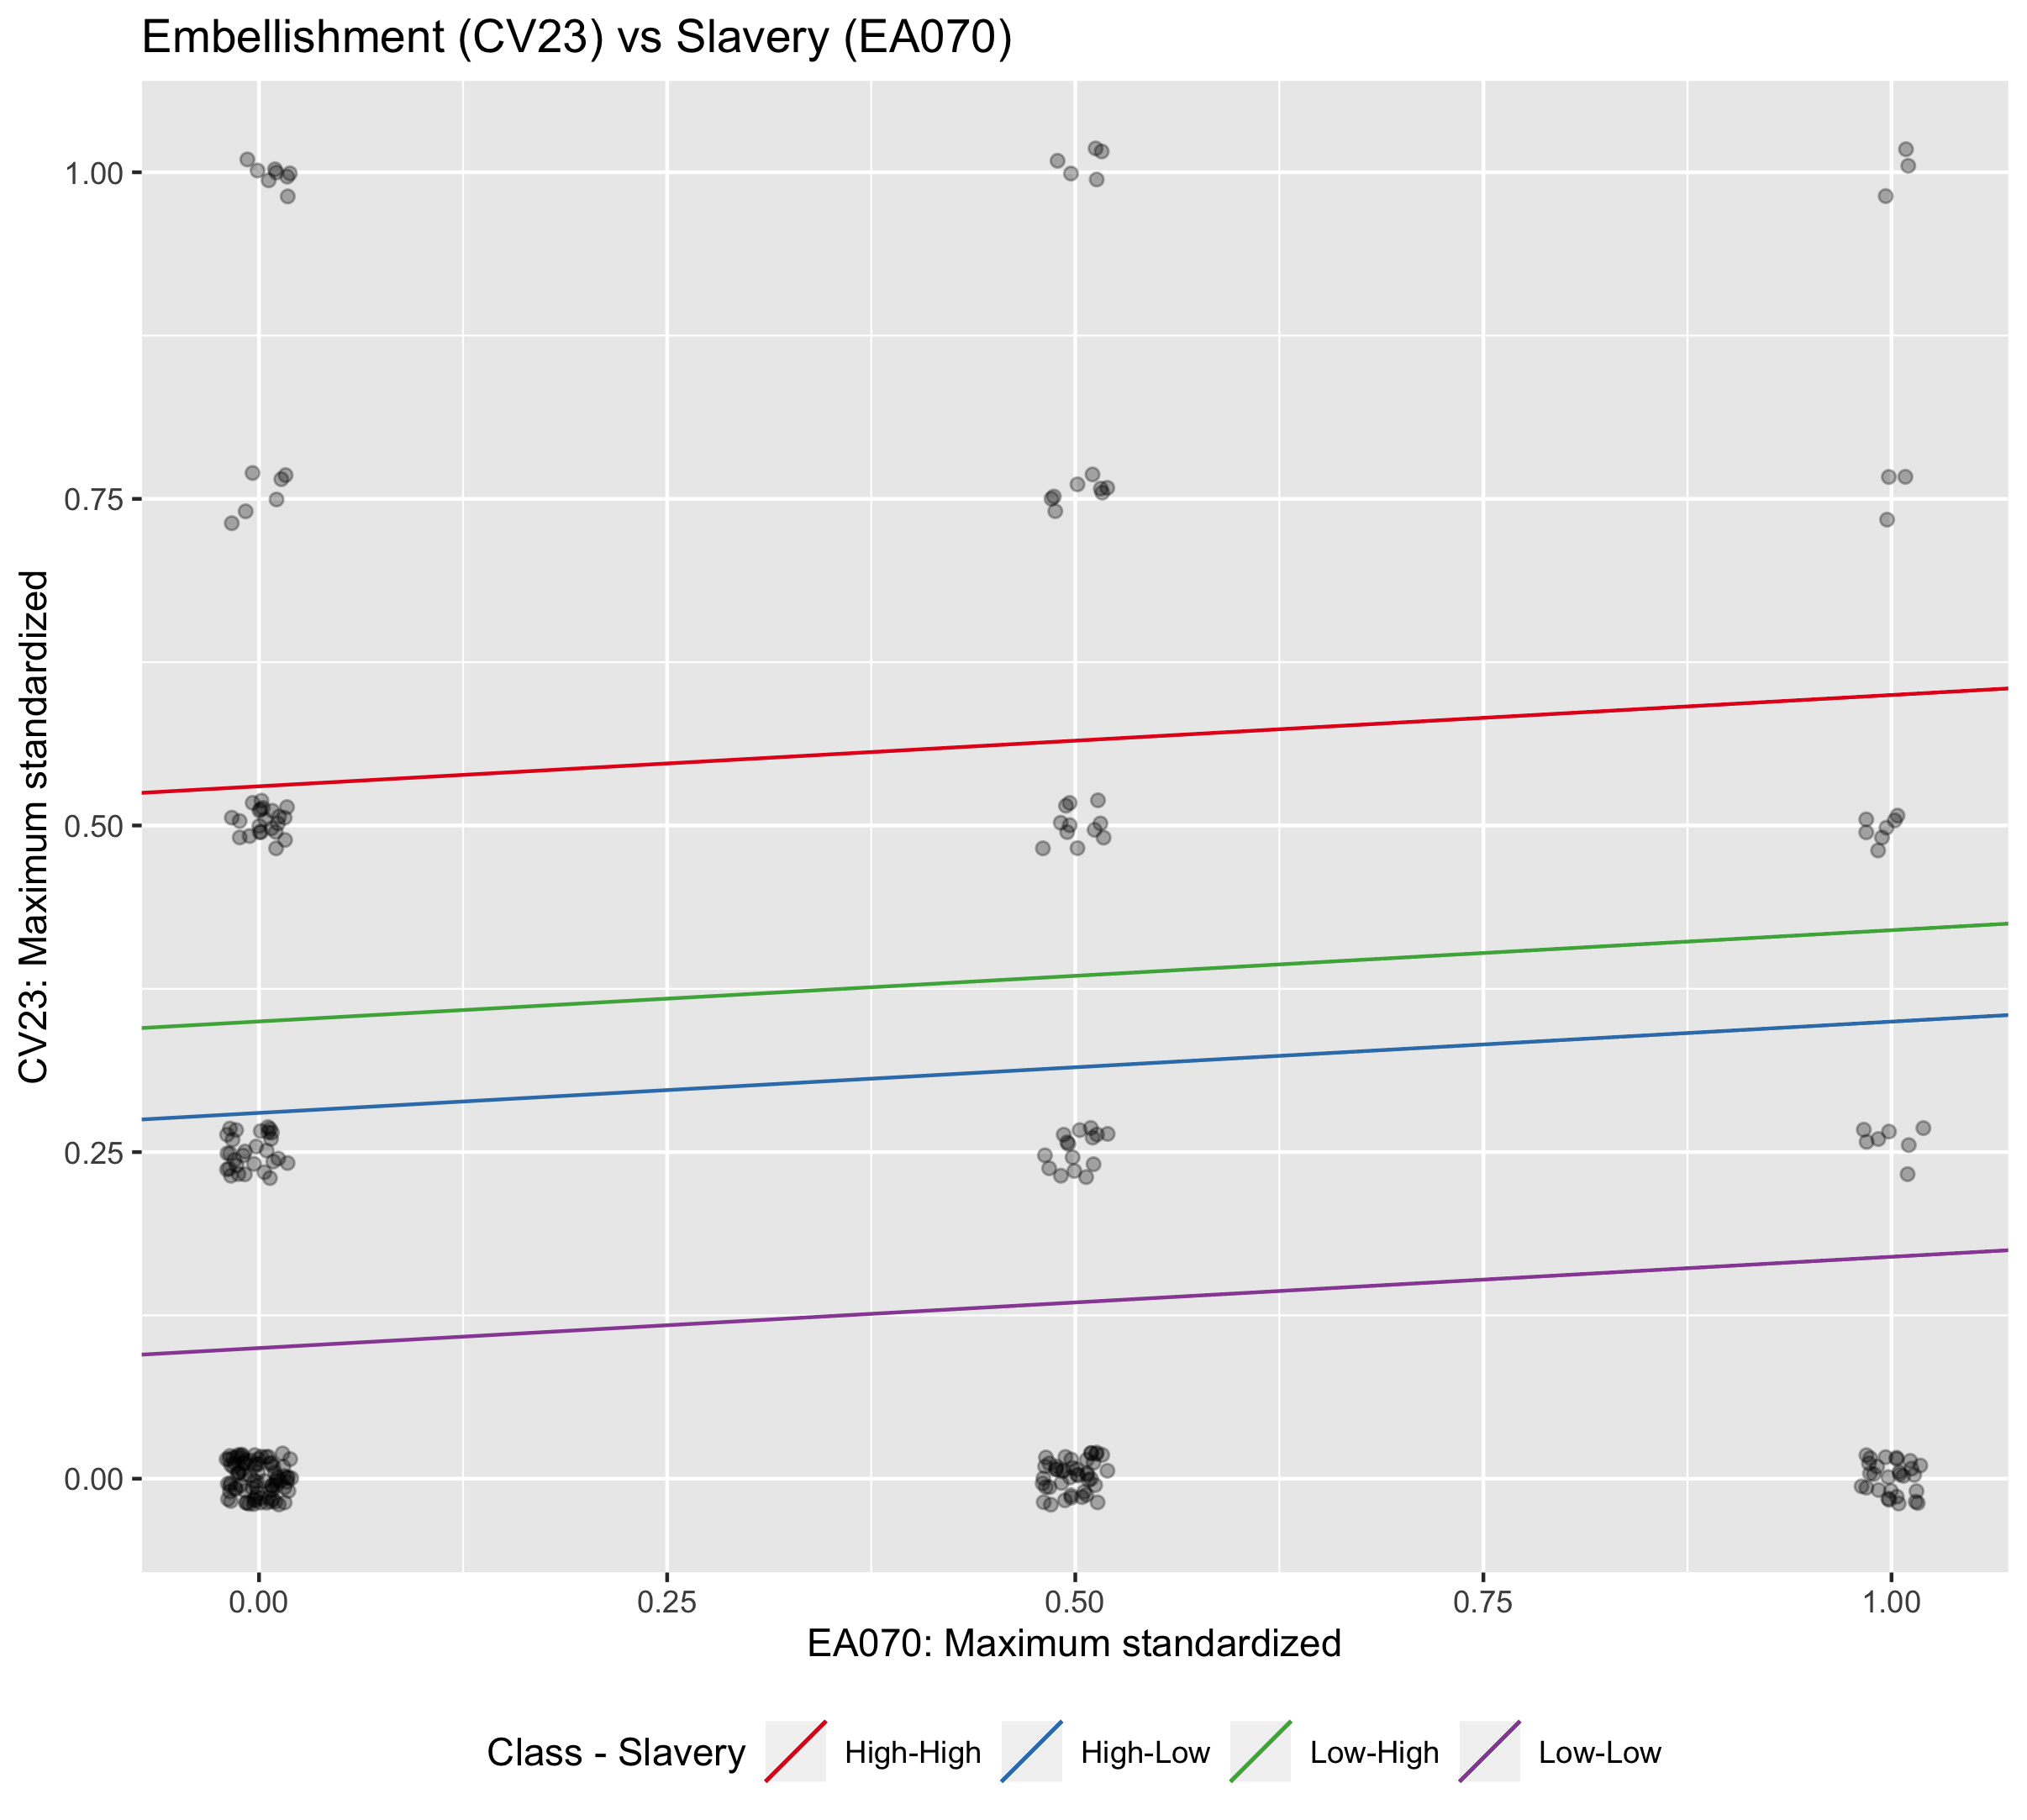 Embellishment (CV23) vs Slavery (EA070)
CV23: Maximum standardized
1.00
0.75
0.50
0.25
0.00
0.00 0.25 0.50 0.75 1.00
EA070: Maximum standardized
Class - Slavery High-High High-Low Low-High Low-Low